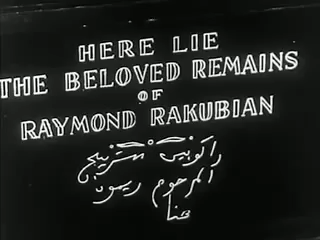 HERE LIE
THE BELOVED REMAINS
OF
RAYMOND RAKUBIAN
المرحوم ريمون
هنا